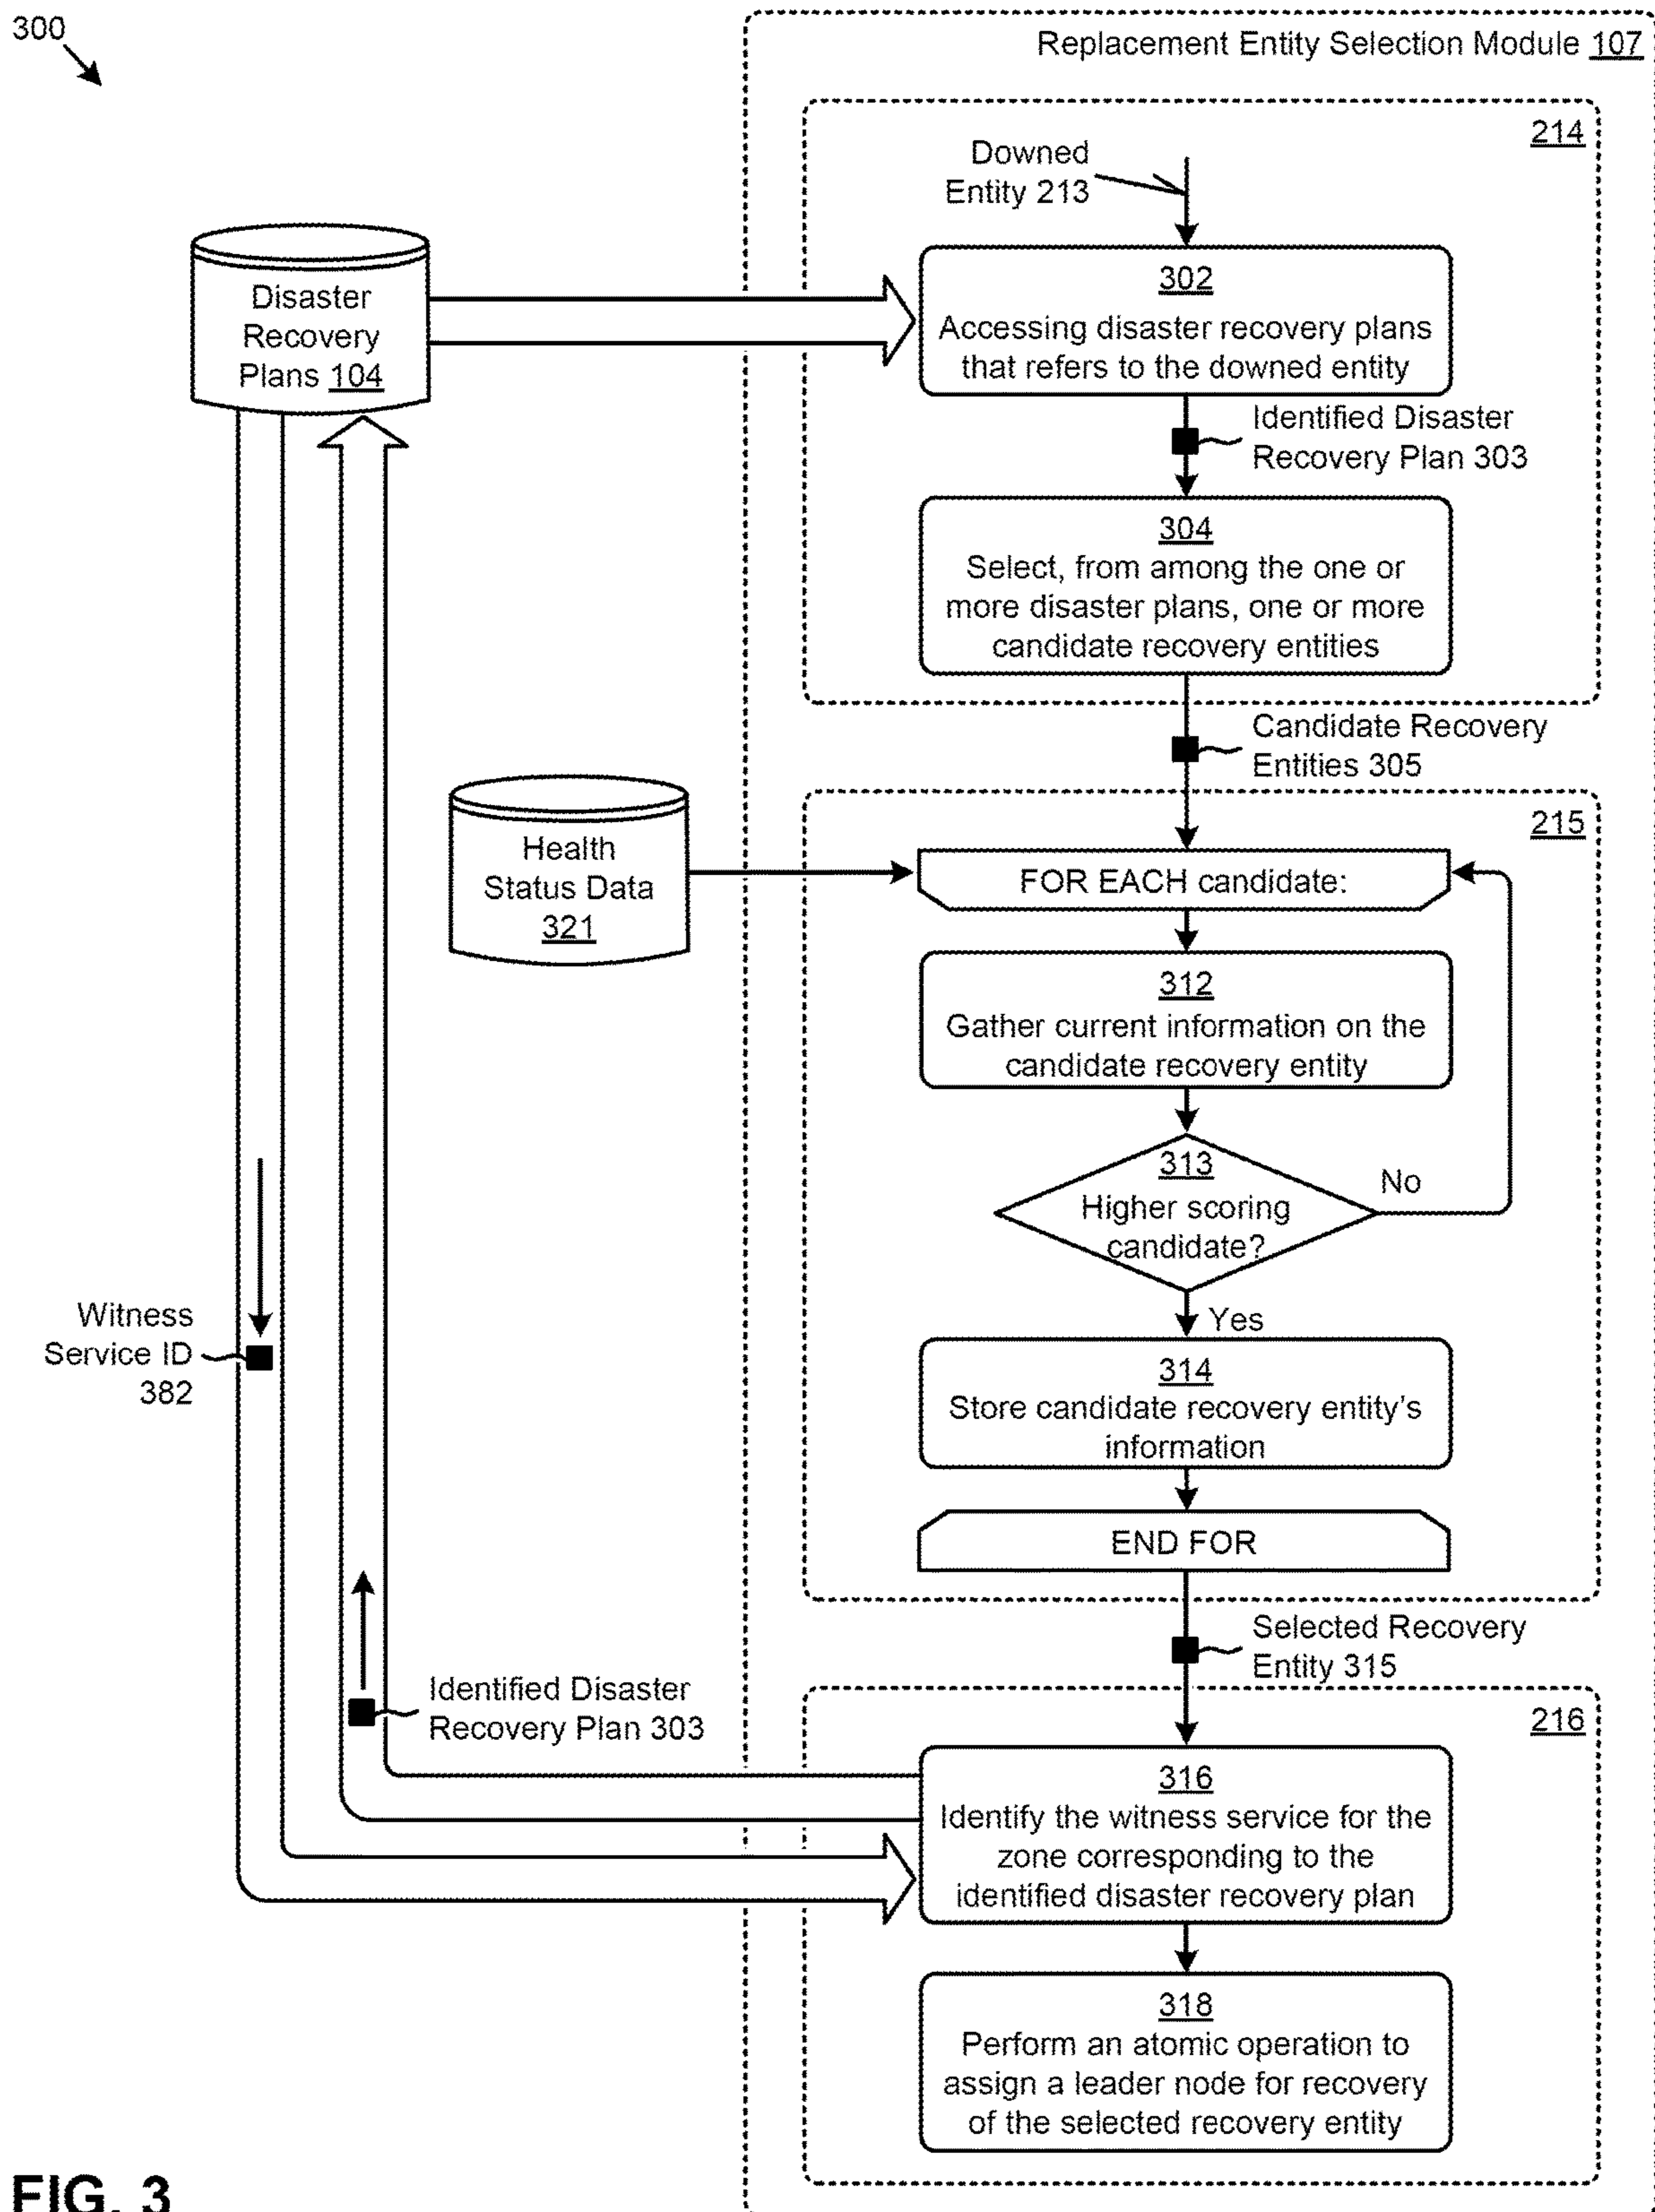 300
Replacement Entity Selection Module 107
214
Downed
Entity 213
Disaster
Recovery
Plans 104
302
Accessing disaster recovery plans
that refers to the downed entity
Identified Disaster
Recovery Plan 303
304
Select, from among the one or
more disaster plans, one or more
candidate recovery entities
Candidate Recovery
Entities 305
215
Health
Status Data
321
FOR EACH candidate:
312
Gather current information on the
candidate recovery entity
313
Higher scoring
candidate?
No
Yes
Witness
Service ID
382
314
Store candidate recovery entity's
information
END FOR
Selected Recovery
Entity 315
Identified Disaster
Recovery Plan 303
216
316
Identify the witness service for the
zone corresponding to the
identified disaster recovery plan
318
Perform an atomic operation to
assign a leader node for recovery
of the selected recovery entity
FIG. 3